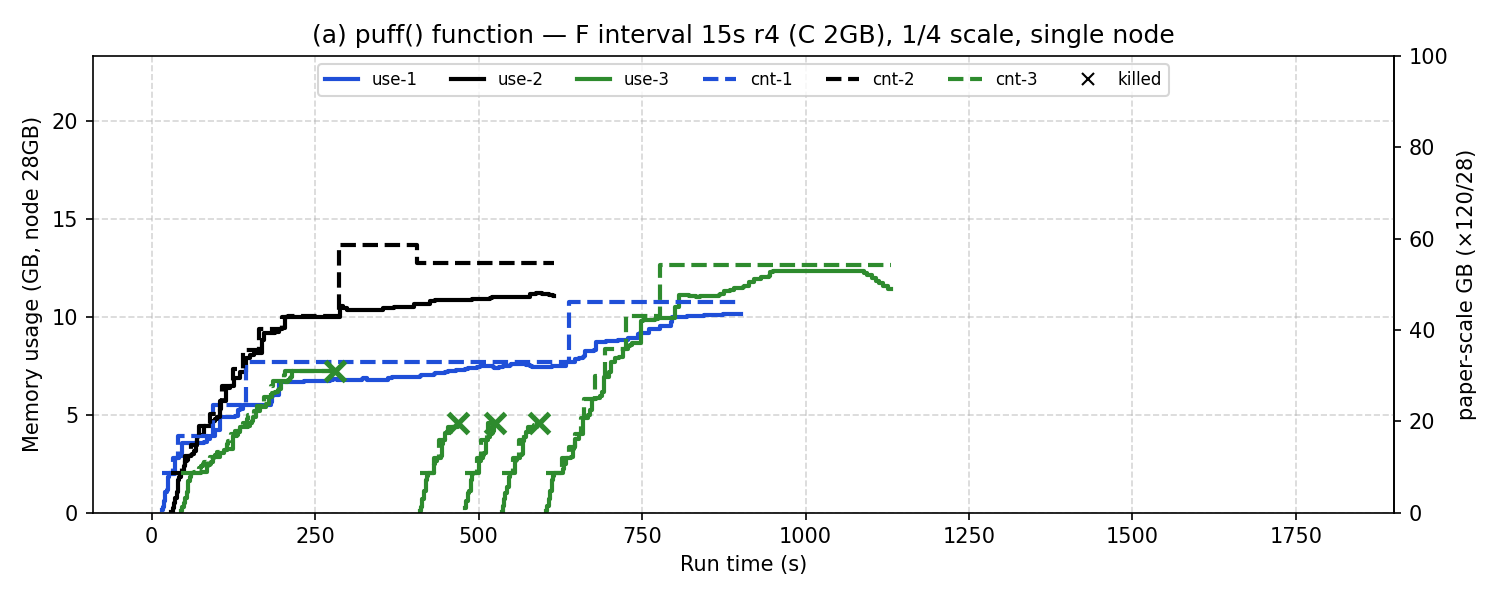 (a) puff() function — F interval 15s r4 (C 2GB), 1/4 scale, single node
use-1 use-2 use-3 cnt-1 cnt-2 cnt-3 killed
Memory usage (GB, node 28GB)
20
15
10
5
0
100
80
60
40
20
0
paper-scale GB (×120/28)
0 250 500 750 1000 1250 1500 1750
Run time (s)